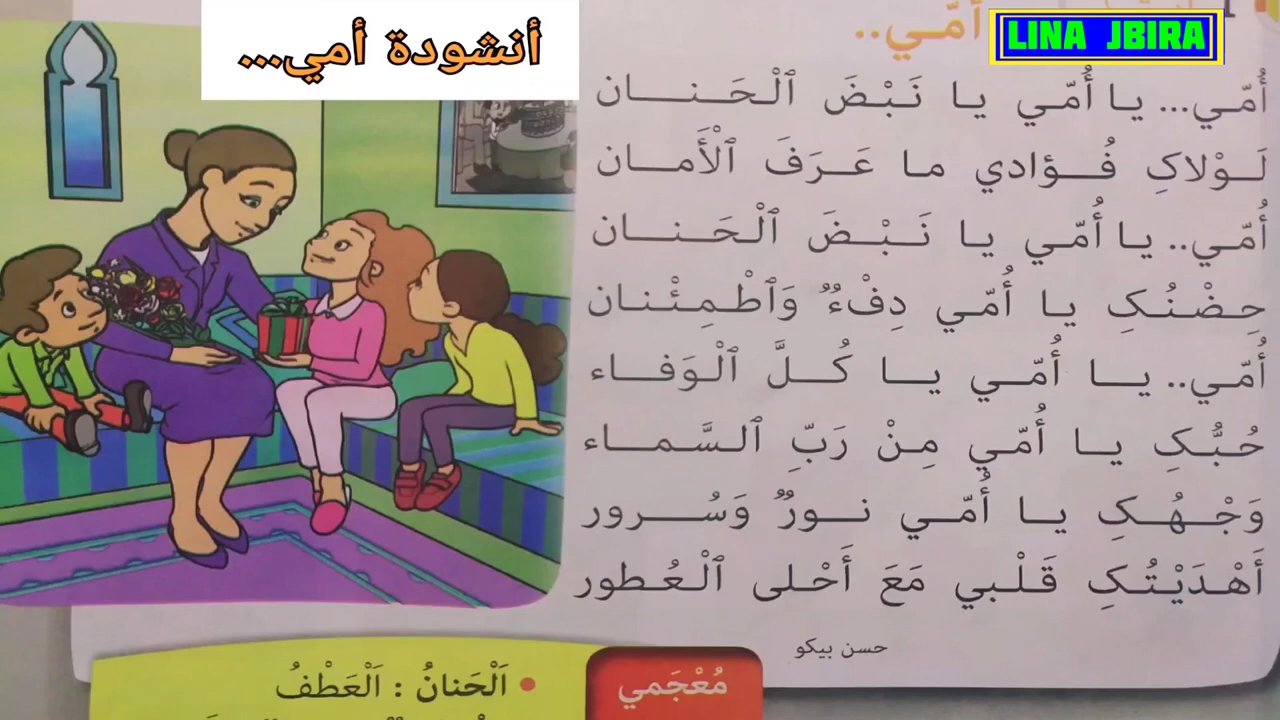 أنشودة أمي...
LINA JBIRA
أمّي..
أُمّي... يا أُمّي يا نَبْضَ ٱلْحَنان
لَوْلاكِ فُؤادي ما عَرَفَ ٱلْأَمان
أُمّي.. يا أُمّي يا نَبْضَ ٱلْحَنان
حِضْنُكِ يا أُمّي دِفْءٌ وَٱطْمِئْنان
أُمّي.. يا أُمّي يا كُلَّ ٱلْوَفاء
حُبُّكِ يا أُمّي مِنْ رَبِّ ٱلسَّماء
وَجْهُكِ يا أُمّي نورٌ وَسُرور
أَهْدَيْتُكِ قَلْبي مَعَ أَحْلى ٱلْعُطور
حسن بيكو
مُعْجَمي
• اَلْحَنانُ : اَلْعَطْفُ